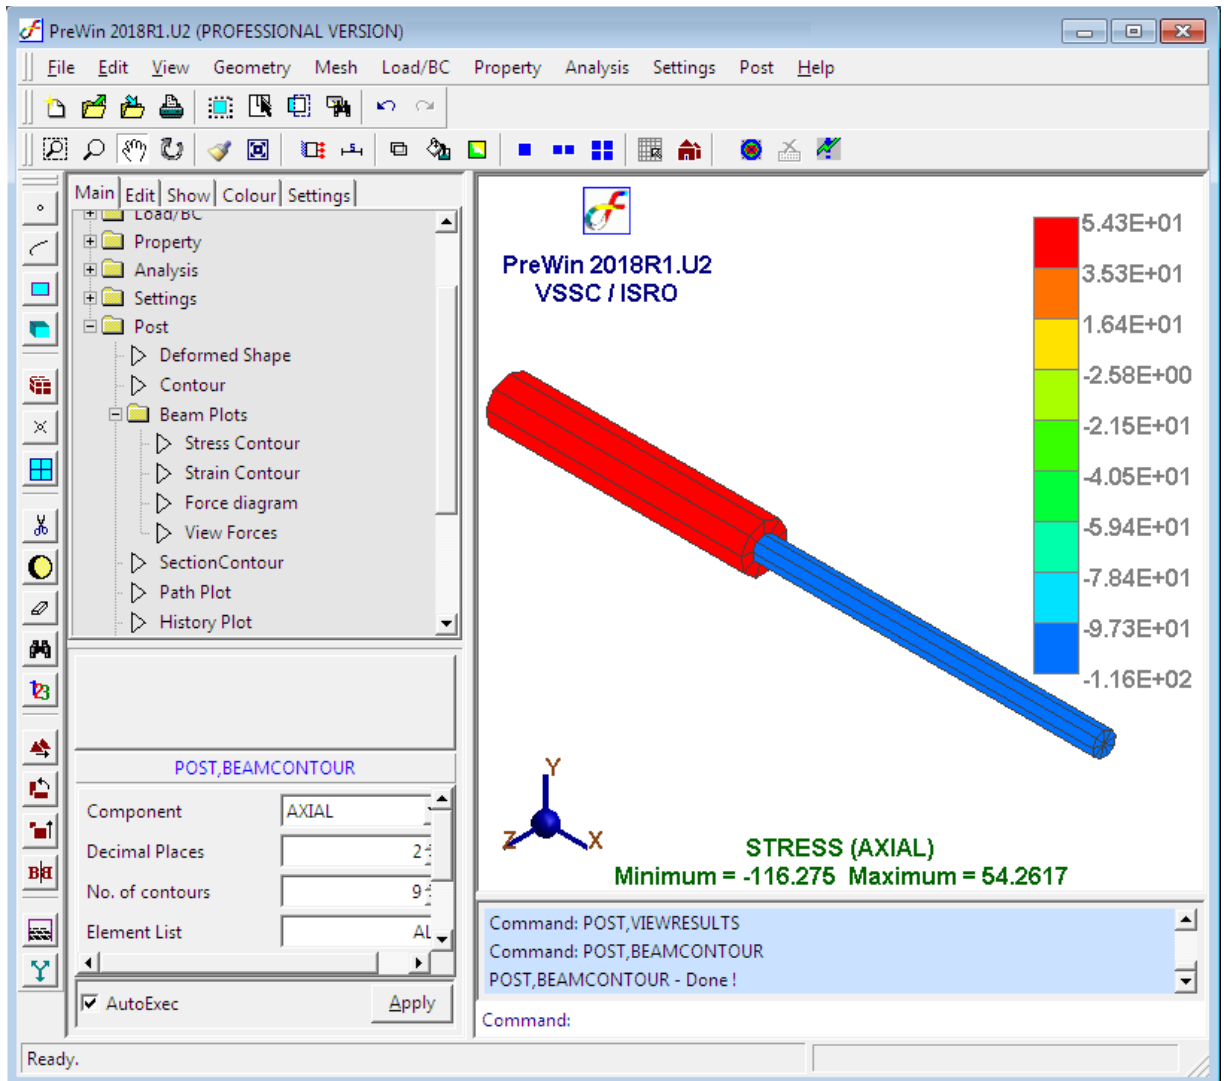 PreWin 2018R1.U2 (PROFESSIONAL VERSION)
File Edit View Geometry Mesh Load/BC Property Analysis Settings Post Help
Main Edit Show Colour Settings
Load/BC
Property
Analysis
Settings
Post
Deformed Shape
Contour
Beam Plots
Stress Contour
Strain Contour
Force diagram
View Forces
SectionContour
Path Plot
History Plot
POST,BEAMCONTOUR
Component AXIAL
Decimal Places 2
No. of contours 9
Element List AL
AutoExec Apply
PreWin 2018R1.U2
VSSC / ISRO
5.43E+01
3.53E+01
1.64E+01
-2.58E+00
-2.15E+01
-4.05E+01
-5.94E+01
-7.84E+01
-9.73E+01
-1.16E+02
Y
Z X
STRESS (AXIAL)
Minimum = -116.275 Maximum = 54.2617
Command: POST,VIEWRESULTS
Command: POST,BEAMCONTOUR
POST,BEAMCONTOUR - Done !
Command:
Ready.